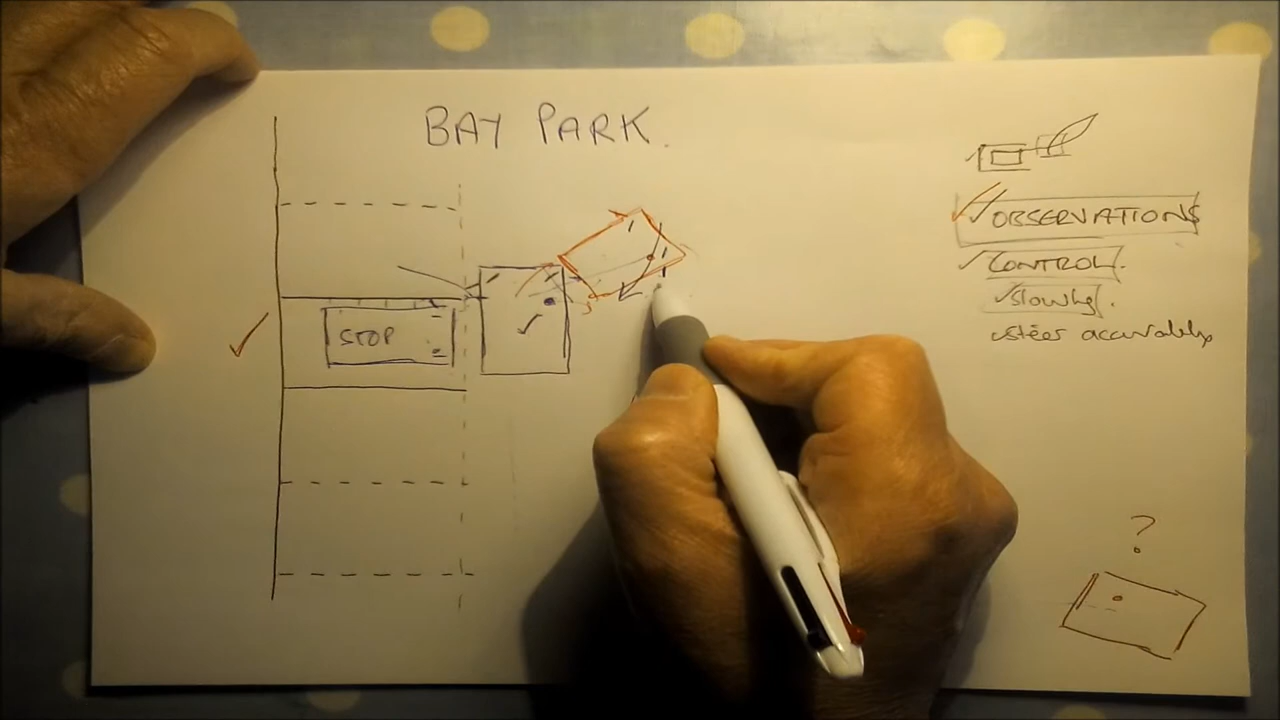 BAY PARK.
OBSERVATIONS
CONTROL.
slowly.
STOP
steer accurately
?